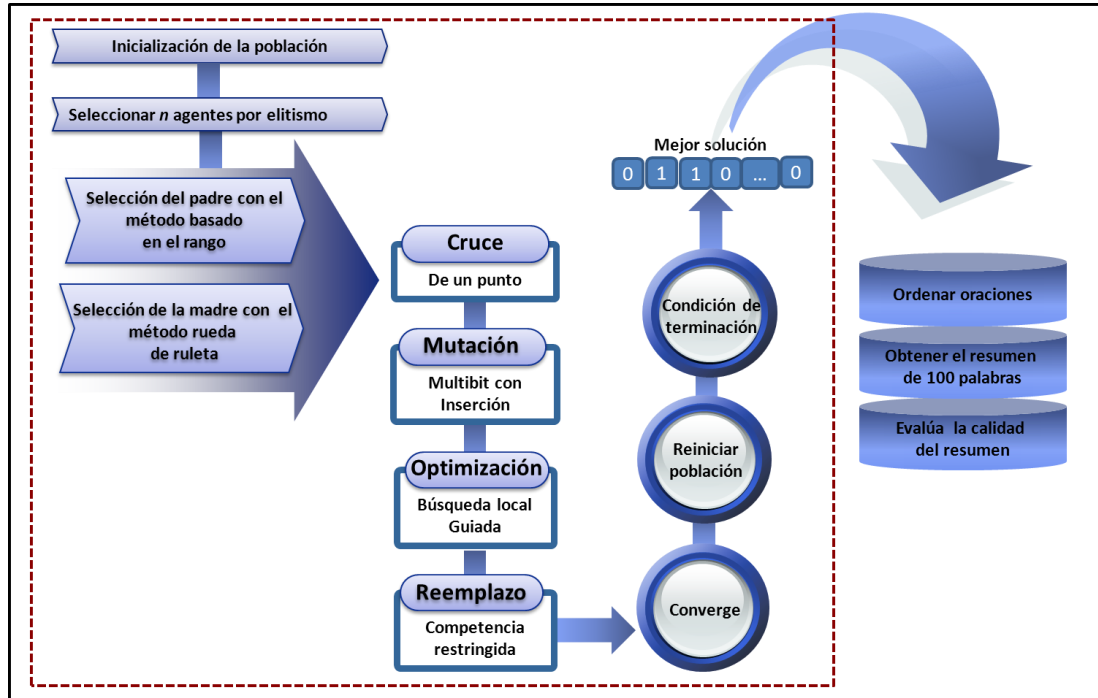 Inicialización de la población
Seleccionar n agentes por elitismo
Selección del padre con el
método basado
en el rango
Selección de la madre con el
método rueda
de ruleta
Cruce
De un punto
Mutación
Multibit con
Inserción
Optimización
Búsqueda local
Guiada
Reemplazo
Competencia
restringida
Converge
Reiniciar
población
Condición de
terminación
Mejor solución
0 1 1 0 ... 0
Ordenar oraciones
Obtener el resumen
de 100 palabras
Evalúa la calidad
del resumen